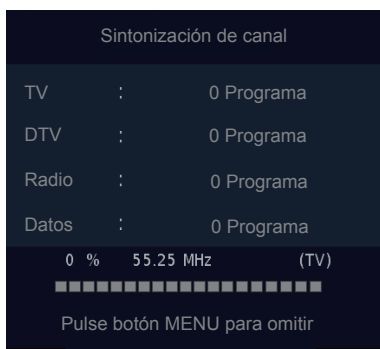 Sintonización de canal
TV : 0 Programa
DTV : 0 Programa
Radio : 0 Programa
Datos : 0 Programa
0 % 55.25 MHz (TV)
Pulse botón MENU para omitir